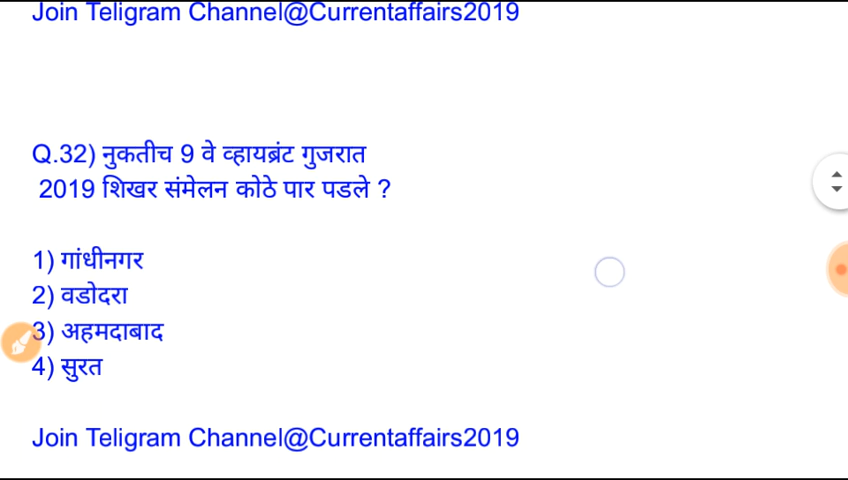 Join Teligram Channel@Currentaffairs2019
Q.32) नुकतीच 9 वे व्हायब्रंट गुजरात
2019 शिखर संमेलन कोठे पार पडले ?
1) गांधीनगर
2) वडोदरा
3) अहमदाबाद
4) सुरत
Join Teligram Channel@Currentaffairs2019